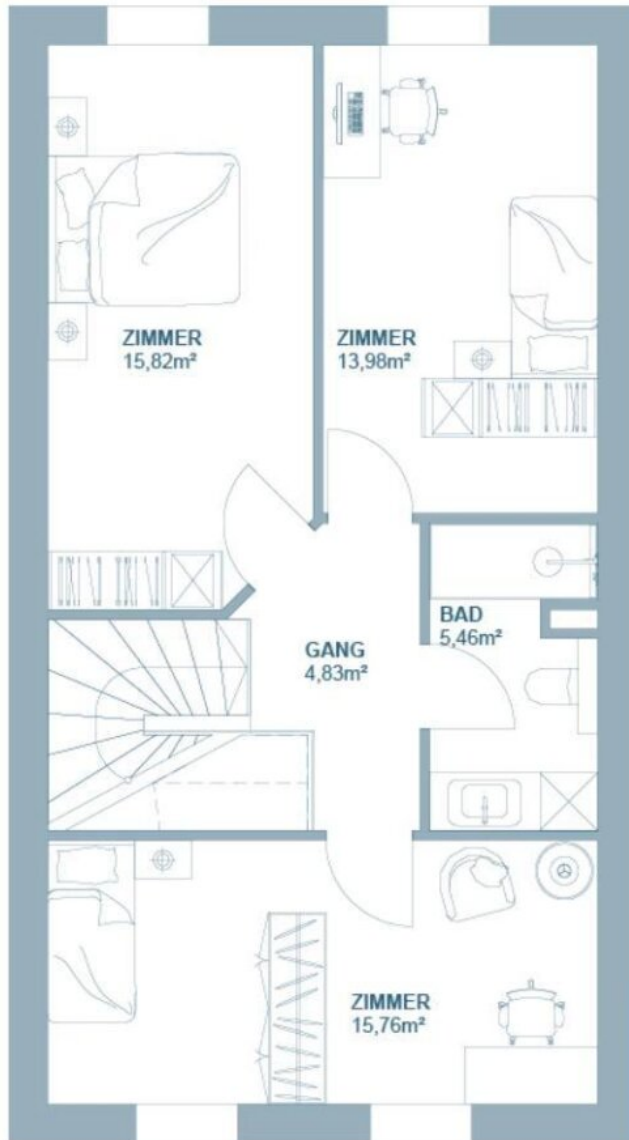 ZIMMER
15,82m²
ZIMMER
13,98m²
GANG
4,83m²
BAD
5,46m²
ZIMMER
15,76m²